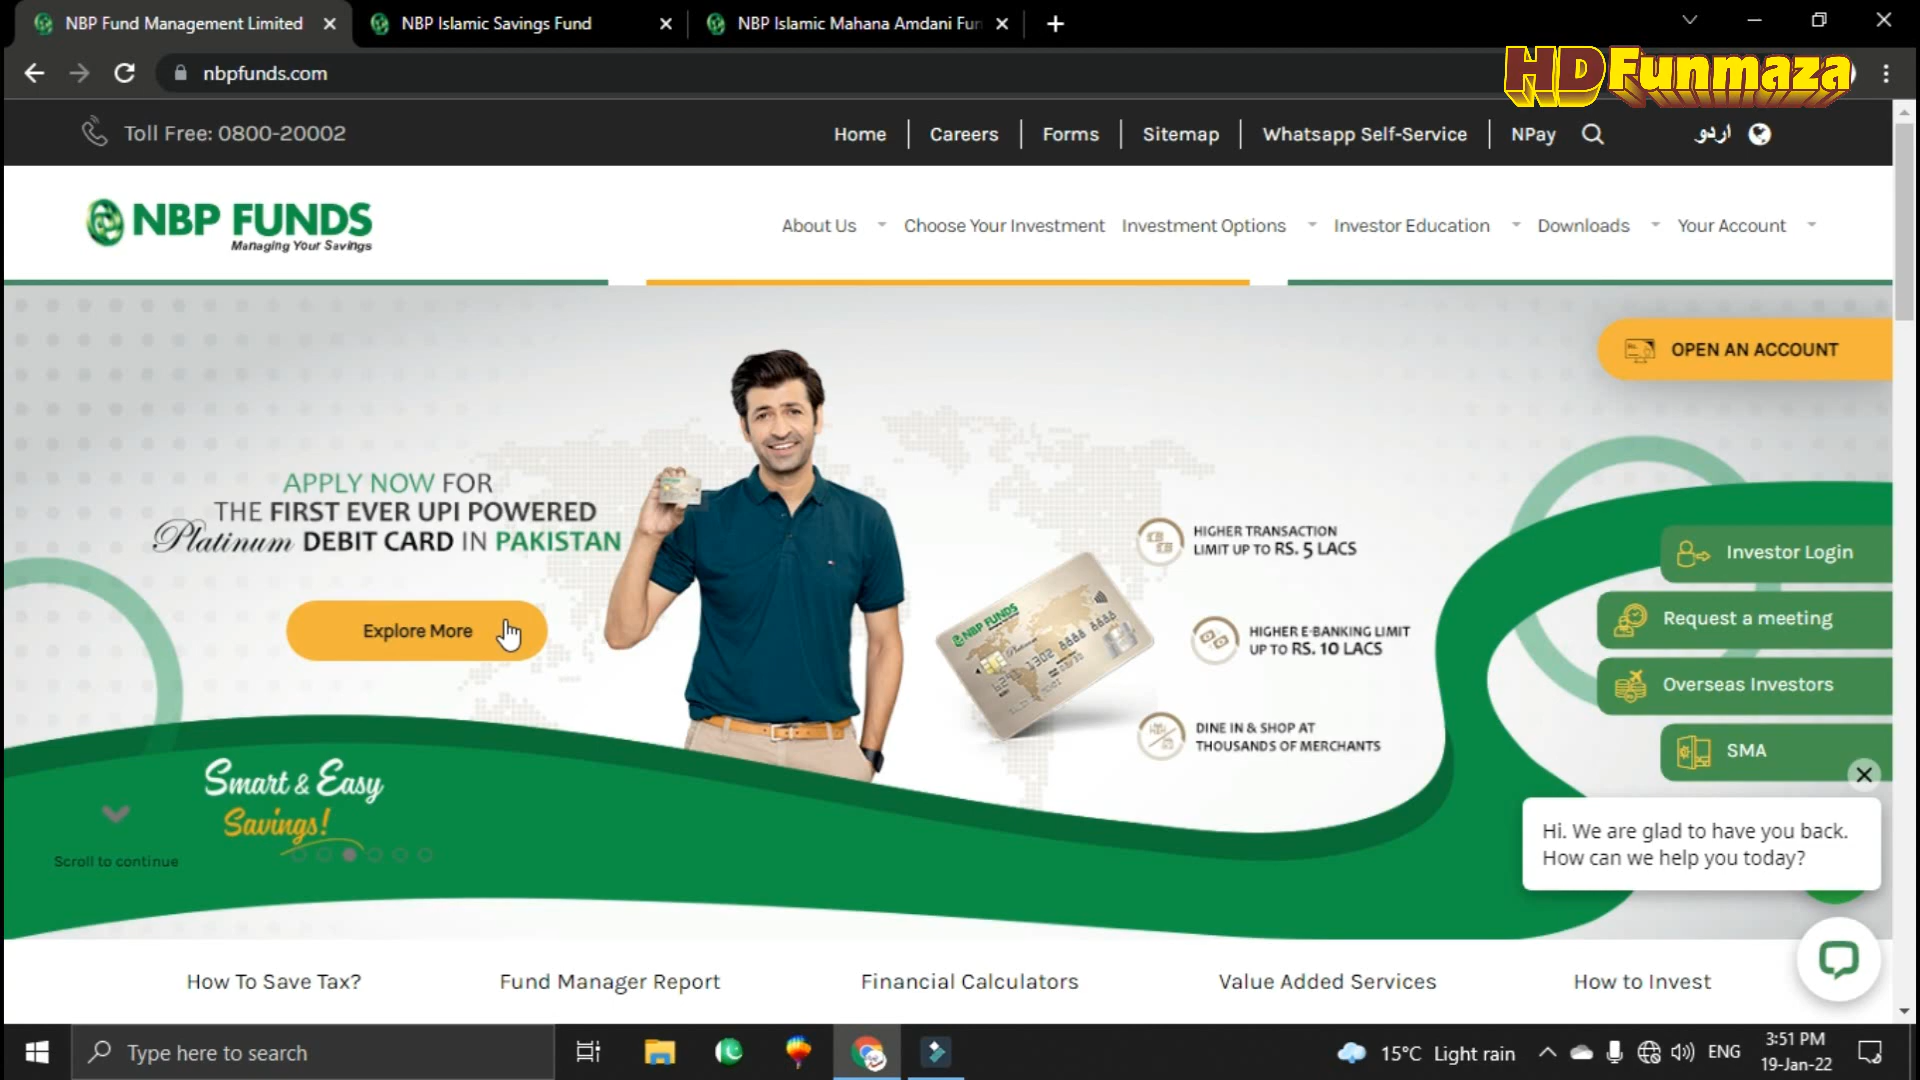 NBP Fund Management Limited
NBP Islamic Savings Fund
NBP Islamic Mahana Amdani Fun
nbpfunds.com
HDFunmaza
Toll Free: 0800-20002
Home
Careers
Forms
Sitemap
Whatsapp Self-Service
NPay
اردو
NBP FUNDS
Managing Your Savings
About Us
Choose Your Investment
Investment Options
Investor Education
Downloads
Your Account
OPEN AN ACCOUNT
APPLY NOW FOR
THE FIRST EVER UPI POWERED
Platinum DEBIT CARD IN PAKISTAN
Explore More
HIGHER TRANSACTION
LIMIT UP TO RS. 5 LACS
HIGHER E-BANKING LIMIT
UP TO RS. 10 LACS
DINE IN & SHOP AT
THOUSANDS OF MERCHANTS
NBP FUNDS
Platinum
Investor Login
Request a meeting
Overseas Investors
SMA
Smart & Easy
Savings!
Scroll to continue
Hi. We are glad to have you back.
How can we help you today?
How To Save Tax?
Fund Manager Report
Financial Calculators
Value Added Services
How to Invest
Type here to search
15°C Light rain
ENG
3:51 PM
19-Jan-22